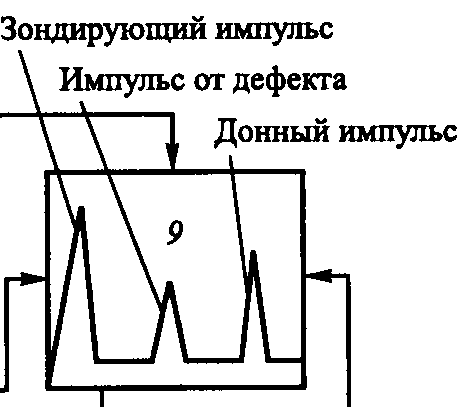 Зондирующий импульс
Импульс от дефекта
Донный импульс
9